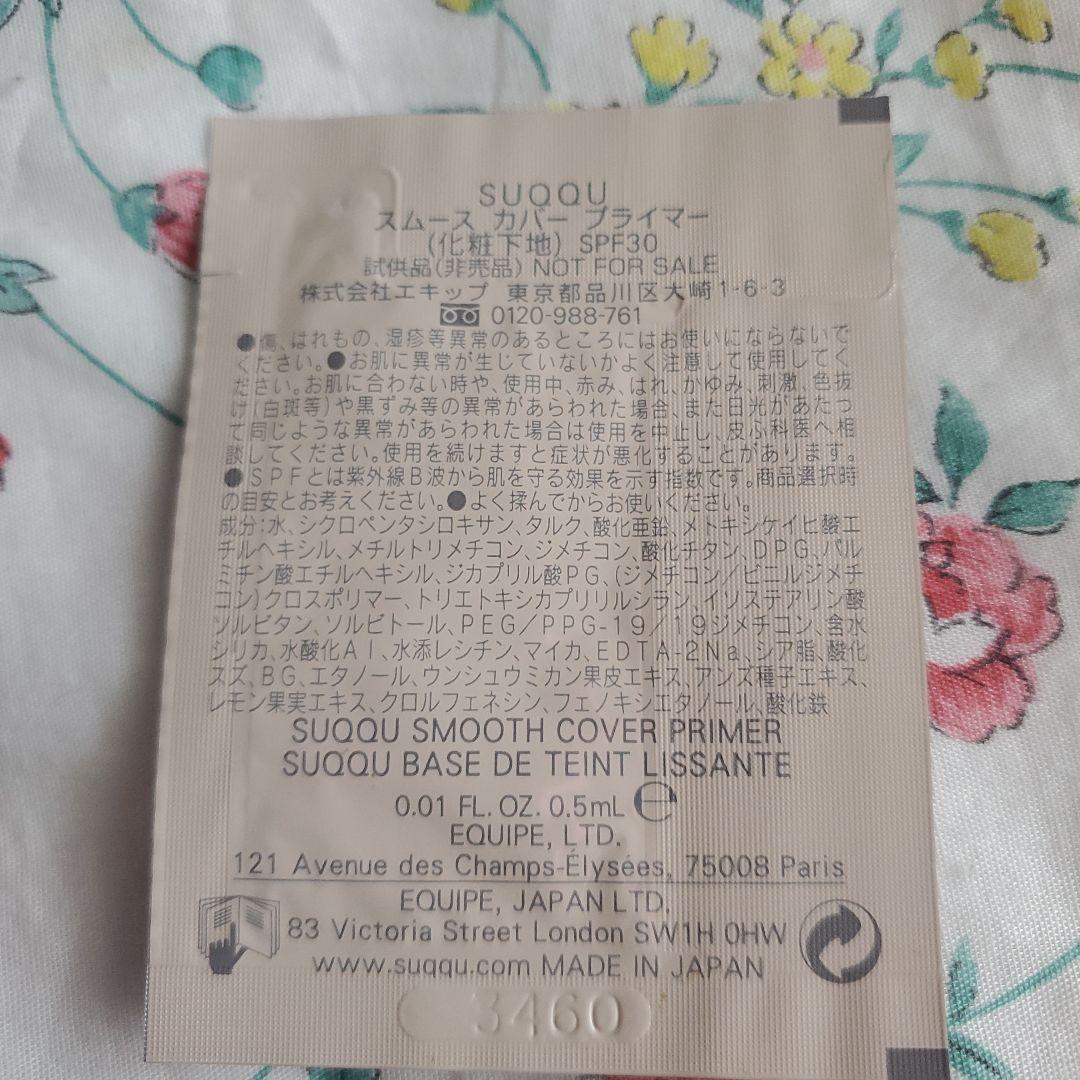 SUQQU
スムース カバー プライマー
(化粧下地) SPF30
試供品(非売品) NOT FOR SALE
株式会社エキップ 東京都品川区大崎1-6-3
0120-988-761
●傷、はれもの、湿疹等異常のあるところにはお使いにならないで
ください。●お肌に異常が生じていないかよく注意して使用してく
ださい。お肌に合わない時や、使用中、赤み、はれ、かゆみ、刺激、色抜
け(白斑等)や黒ずみ等の異常があらわれた場合、また日光があたっ
て同じような異常があらわれた場合は使用を中止し、皮ふ科医へ相
談してください。使用を続けますと症状が悪化することがあります。
●SPFとは紫外線B波から肌を守る効果を示す指数です。商品選択時
の目安とお考えください。●よく揉んでからお使いください。
成分:水、シクロペンタシロキサン、タルク、酸化亜鉛、メトキシケイヒ酸エ
チルヘキシル、メチルトリメチコン、ジメチコン、酸化チタン、DPG、パル
ミチン酸エチルヘキシル、ジカプリル酸PG、(ジメチコン/ビニルジメチ
コン)クロスポリマー、トリエトキシカプリリルシラン、イソステアリン酸
ソルビタン、ソルビトール、PEG/PPG-19/19ジメチコン、含水
シリカ、水酸化Al、水添レシチン、マイカ、EDTA-2Na、シア脂、酸化
スズ、BG、エタノール、ウンシュウミカン果皮エキス、アンズ種子エキス、
レモン果実エキス、クロルフェネシン、フェノキシエタノール、酸化鉄
SUQQU SMOOTH COVER PRIMER
SUQQU BASE DE TEINT LISSANTE
0.01 FL. OZ. 0.5mL ℮
EQUIPE, LTD.
121 Avenue des Champs-Élysées, 75008 Paris
EQUIPE, JAPAN LTD.
83 Victoria Street London SW1H 0HW
www.suqqu.com MADE IN JAPAN
3460